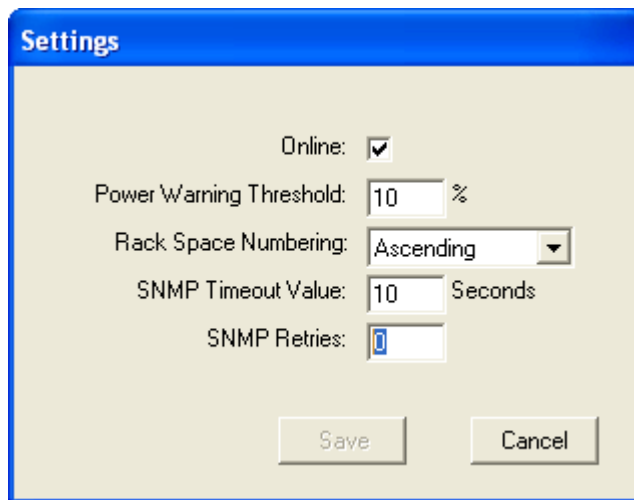 Settings
Online:
Power Warning Threshold: 10 %
Rack Space Numbering: Ascending
SNMP Timeout Value: 10 Seconds
SNMP Retries: 0
Save Cancel